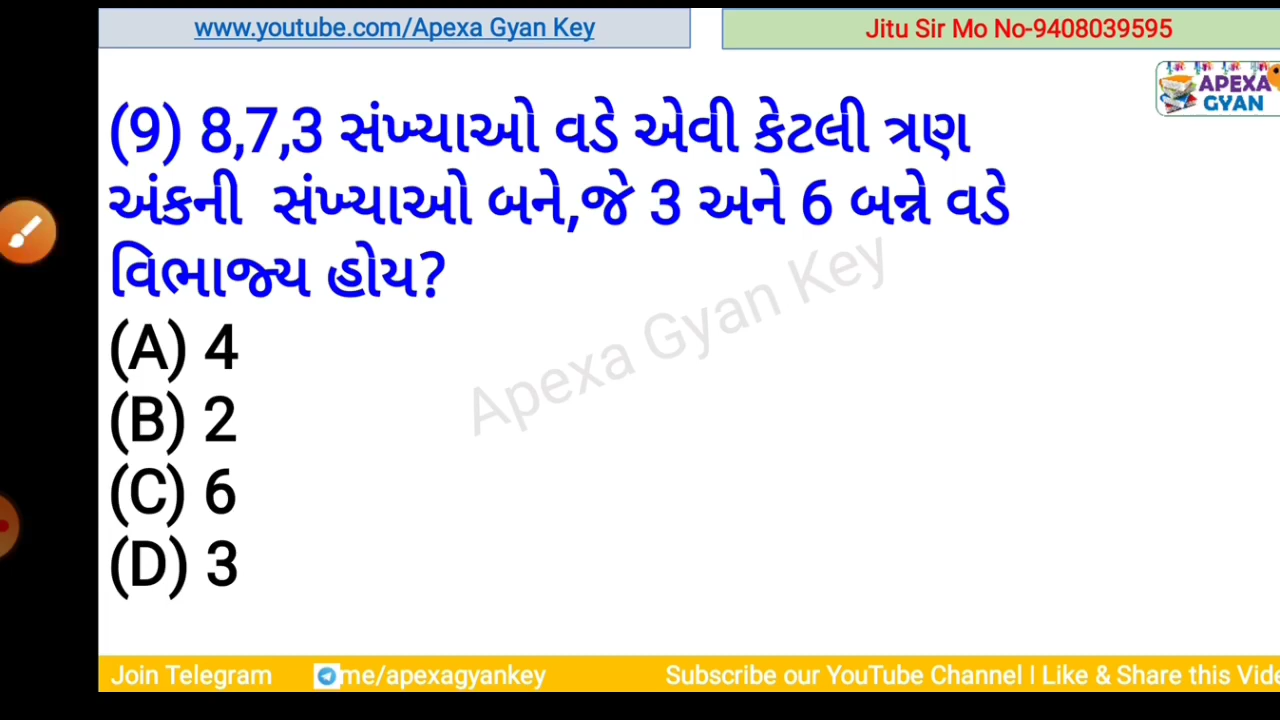 www.youtube.com/Apexa Gyan Key
Jitu Sir Mo No-9408039595
APEXA
GYAN
(9) 8,7,3 સંખ્યાઓ વડે એવી કેટલી ત્રણ
અંકની સંખ્યાઓ બને,જે 3 અને 6 બન્ને વડે
વિભાજ્ય હોય?
Apexa Gyan Key
(A) 4
(B) 2
(C) 6
(D) 3
Join Telegram
me/apexagyankey
Subscribe our YouTube Channel | Like & Share this Vide